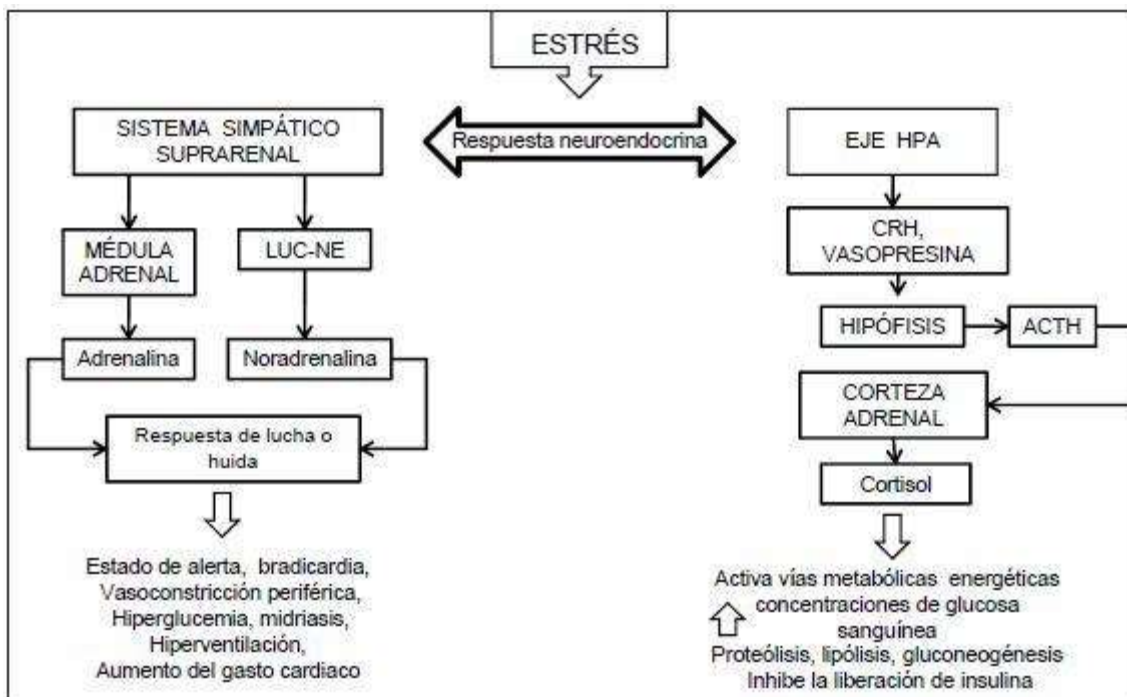 ESTRÉS
SISTEMA SIMPÁTICO
SUPRARENAL
Respuesta neuroendocrina
EJE HPA
MÉDULA
ADRENAL
LUC-NE
CRH,
VASOPRESINA
Adrenalina
Noradrenalina
HIPÓFISIS
ACTH
Respuesta de lucha o
huida
CORTEZA
ADRENAL
Cortisol
Estado de alerta, bradicardia,
Vasoconstricción periférica,
Hiperglucemia, midriasis,
Hiperventilación,
Aumento del gasto cardiaco
Activa vías metabólicas energéticas
concentraciones de glucosa
sanguínea
Proteólisis, lipólisis, gluconeogénesis
Inhibe la liberación de insulina